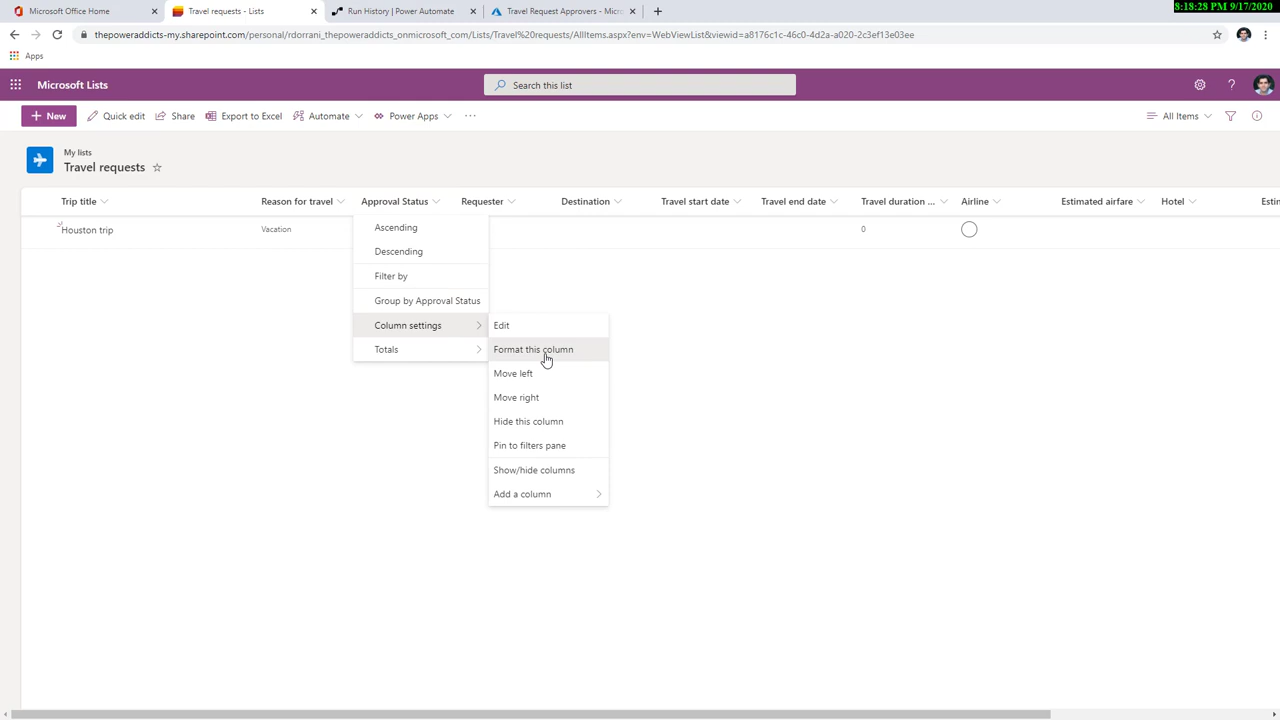 Microsoft Office Home
Travel requests - Lists
Run History | Power Automate
Travel Request Approvers - Micro
8:18:28 PM 9/17/2020
thepoweraddicts-my.sharepoint.com/personal/rdorrani_thepoweraddicts_onmicrosoft_com/Lists/Travel%20requests/AllItems.aspx?env=WebViewList&viewid=a8176c1c-46c0-4d2a-a020-2c3ef13e03ee
Apps
Microsoft Lists
Search this list
New
Quick edit
Share
Export to Excel
Automate
Power Apps
All Items
My lists
Travel requests
Trip title
Reason for travel
Approval Status
Requester
Destination
Travel start date
Travel end date
Travel duration ...
Airline
Estimated airfare
Hotel
Estin
Houston trip
Vacation
0
Ascending
Descending
Filter by
Group by Approval Status
Column settings
Totals
Edit
Format this column
Move left
Move right
Hide this column
Pin to filters pane
Show/hide columns
Add a column